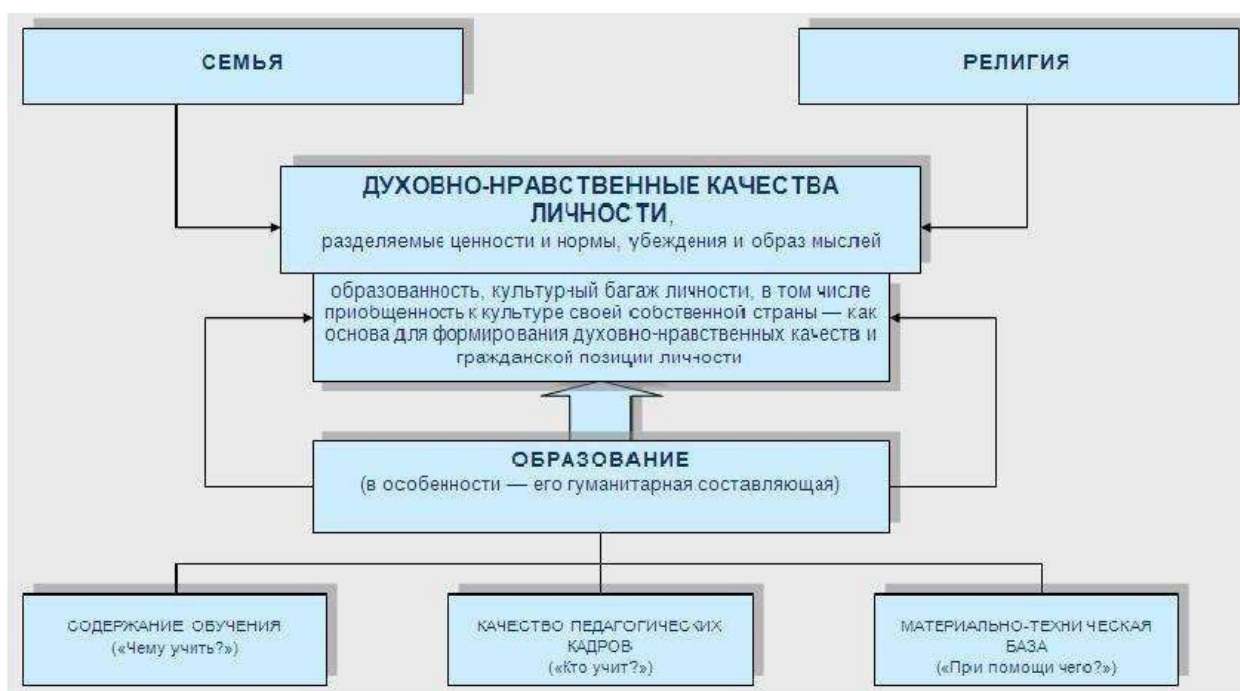 СЕМЬЯ
РЕЛИГИЯ
ДУХОВНО-НРАВСТВЕННЫЕ КАЧЕСТВА
ЛИЧНОСТИ,
разделяемые ценности и нормы, убеждения и образ мыслей
образованность, культурный багаж личности, в том числе
приобщенность к культуре своей собственной страны — как
основа для формирования духовно-нравственных качеств и
гражданской позиции личности
ОБРАЗОВАНИЕ
(в особенности — его гуманитарная составляющая)
СОДЕРЖАНИЕ ОБУЧЕНИЯ
(«Чему учить?»)
КАЧЕСТВО ПЕДАГОГИЧЕСКИХ
КАДРОВ
(«Кто учит?»)
МАТЕРИАЛЬНО-ТЕХНИЧЕСКАЯ
БАЗА
(«При помощи чего?»)